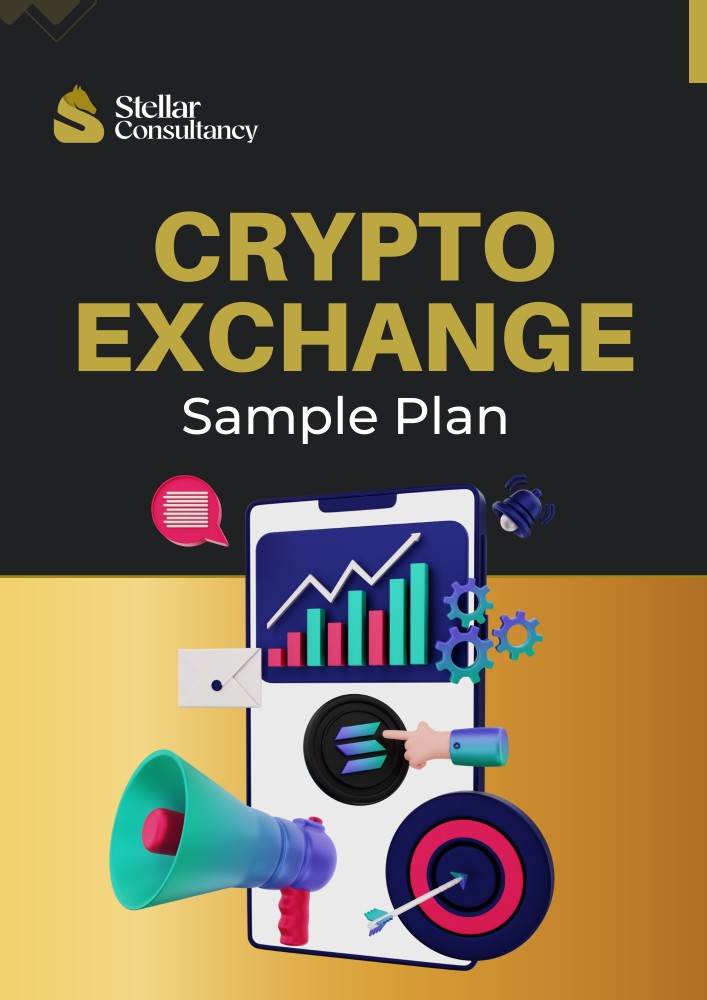 Stellar
Consultancy
CRYPTO
EXCHANGE
Sample Plan